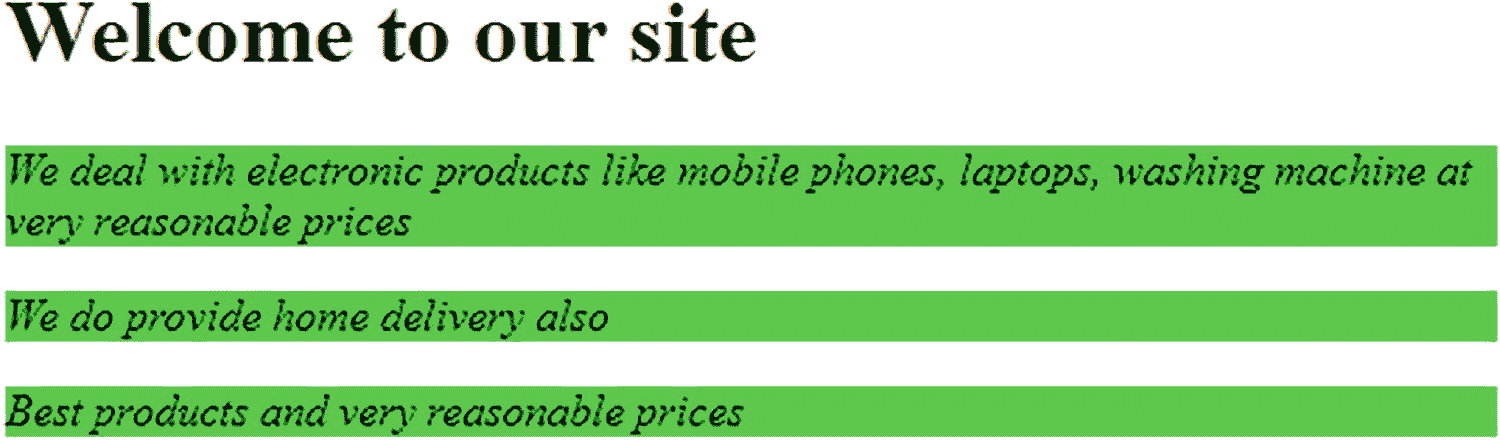 Welcome to our site
We deal with electronic products like mobile phones, laptops, washing machine at
very reasonable prices
We do provide home delivery also
Best products and very reasonable prices